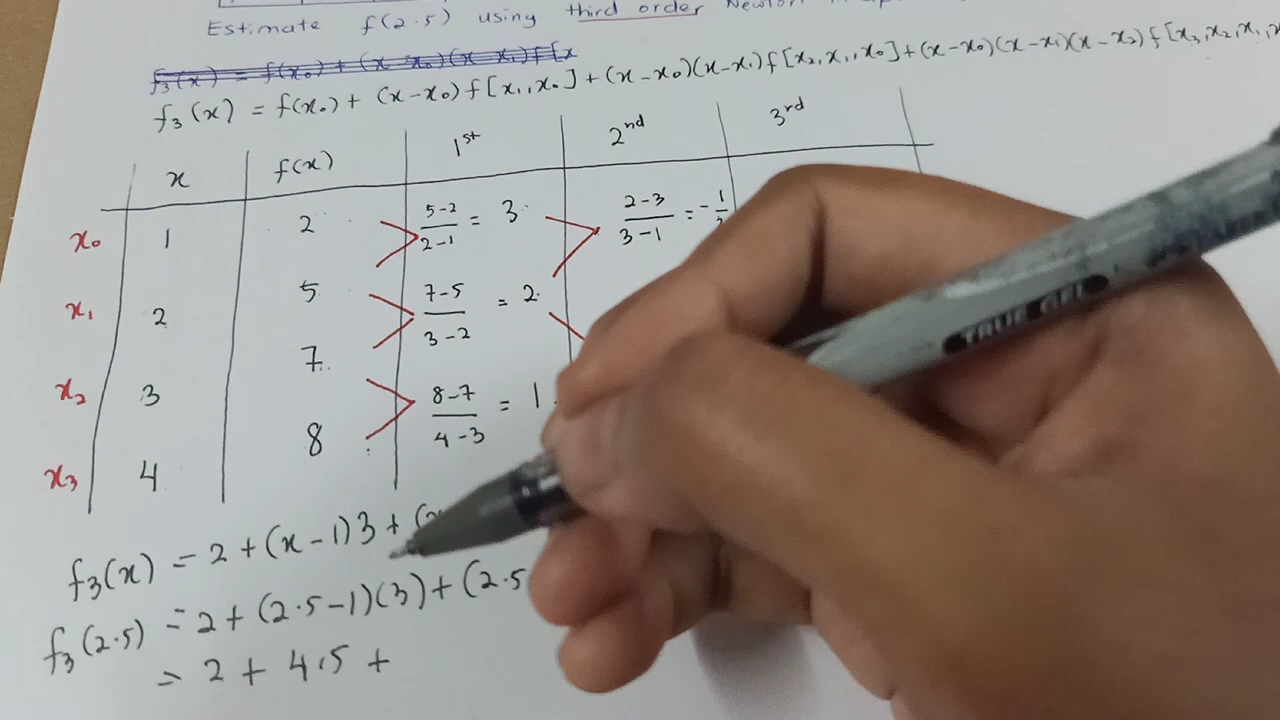 Estimate f(2.5) using third order Newton
f₃(x) = f(x₀) + (x-x₀)(x-x₁)f[x
f₃(x) = f(x₀) + (x-x₀)f[x₁,x₀] + (x-x₀)(x-x₁)f[x₂,x₁,x₀] + (x-x₀)(x-x₁)(x-x₂)f[x₃,x₂,x₁,x
x f(x) 1st 2nd 3rd
x₀ 1 2 5-2/2-1 = 3 2-3/3-1 = -1/2
x₁ 2 5 7-5/3-2 = 2
x₂ 3 7 8-7/4-3 = 1
x₃ 4 8
f₃(x) = 2 + (x-1)3 + (
f₃(2.5) = 2 + (2.5-1)(3) + (2.5
= 2 + 4.5 +
TRUE GEL